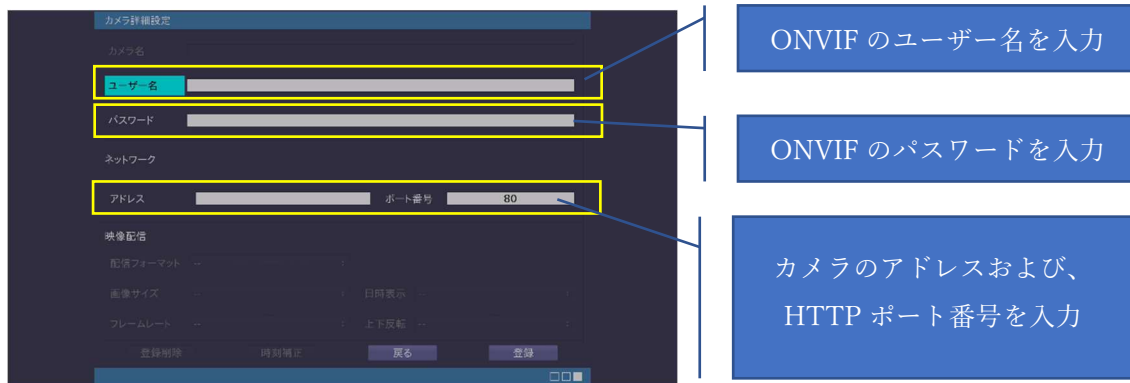 カメラ詳細設定
カメラ名
ユーザー名
パスワード
ネットワーク
アドレス ポート番号 80
映像配信
配信フォーマット --
画像サイズ -- 日時表示 --
フレームレート -- 上下反転 --
登録削除 時刻補正 戻る 登録
ONVIF のユーザー名を入力
ONVIF のパスワードを入力
カメラのアドレスおよび、
HTTP ポート番号を入力